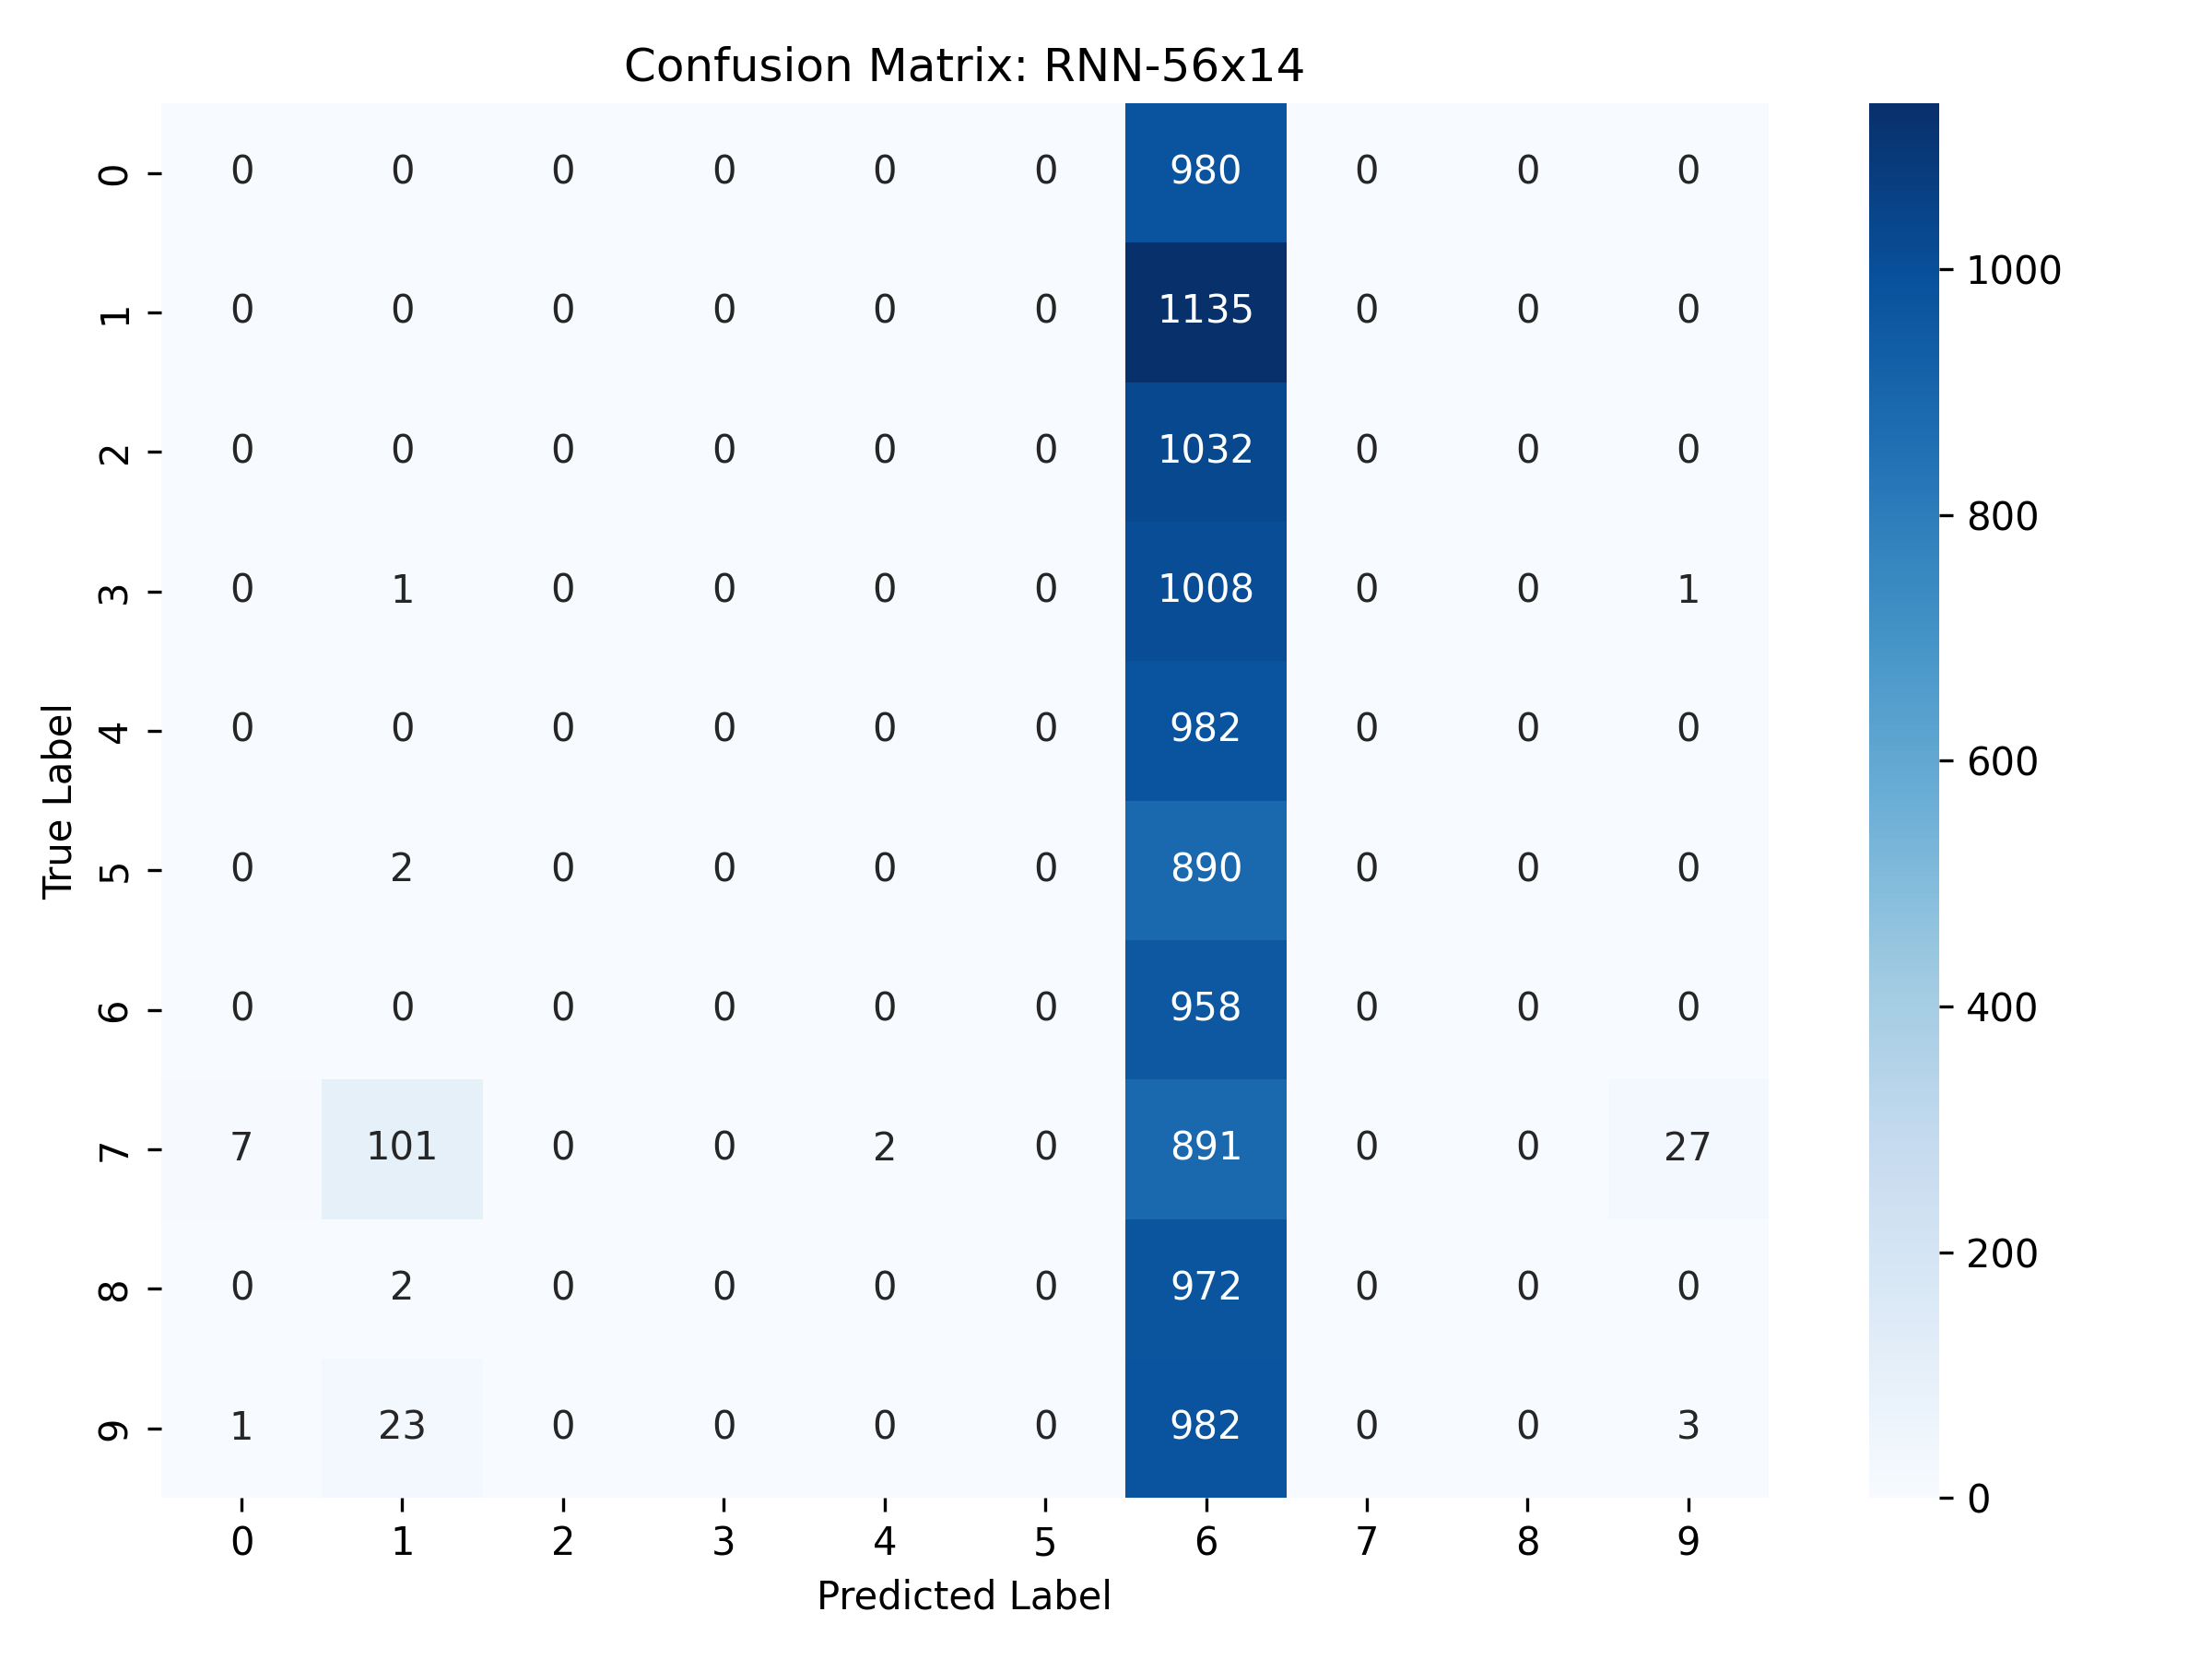 Confusion Matrix: RNN-56x14
True Label
0 0 0 0 0 0 0 980 0 0 0
1 0 0 0 0 0 0 1135 0 0 0
2 0 0 0 0 0 0 1032 0 0 0
3 0 1 0 0 0 0 1008 0 0 1
4 0 0 0 0 0 0 982 0 0 0
5 0 2 0 0 0 0 890 0 0 0
6 0 0 0 0 0 0 958 0 0 0
7 7 101 0 0 2 0 891 0 0 27
8 0 2 0 0 0 0 972 0 0 0
9 1 23 0 0 0 0 982 0 0 3
0 1 2 3 4 5 6 7 8 9
Predicted Label
1000
800
600
400
200
0